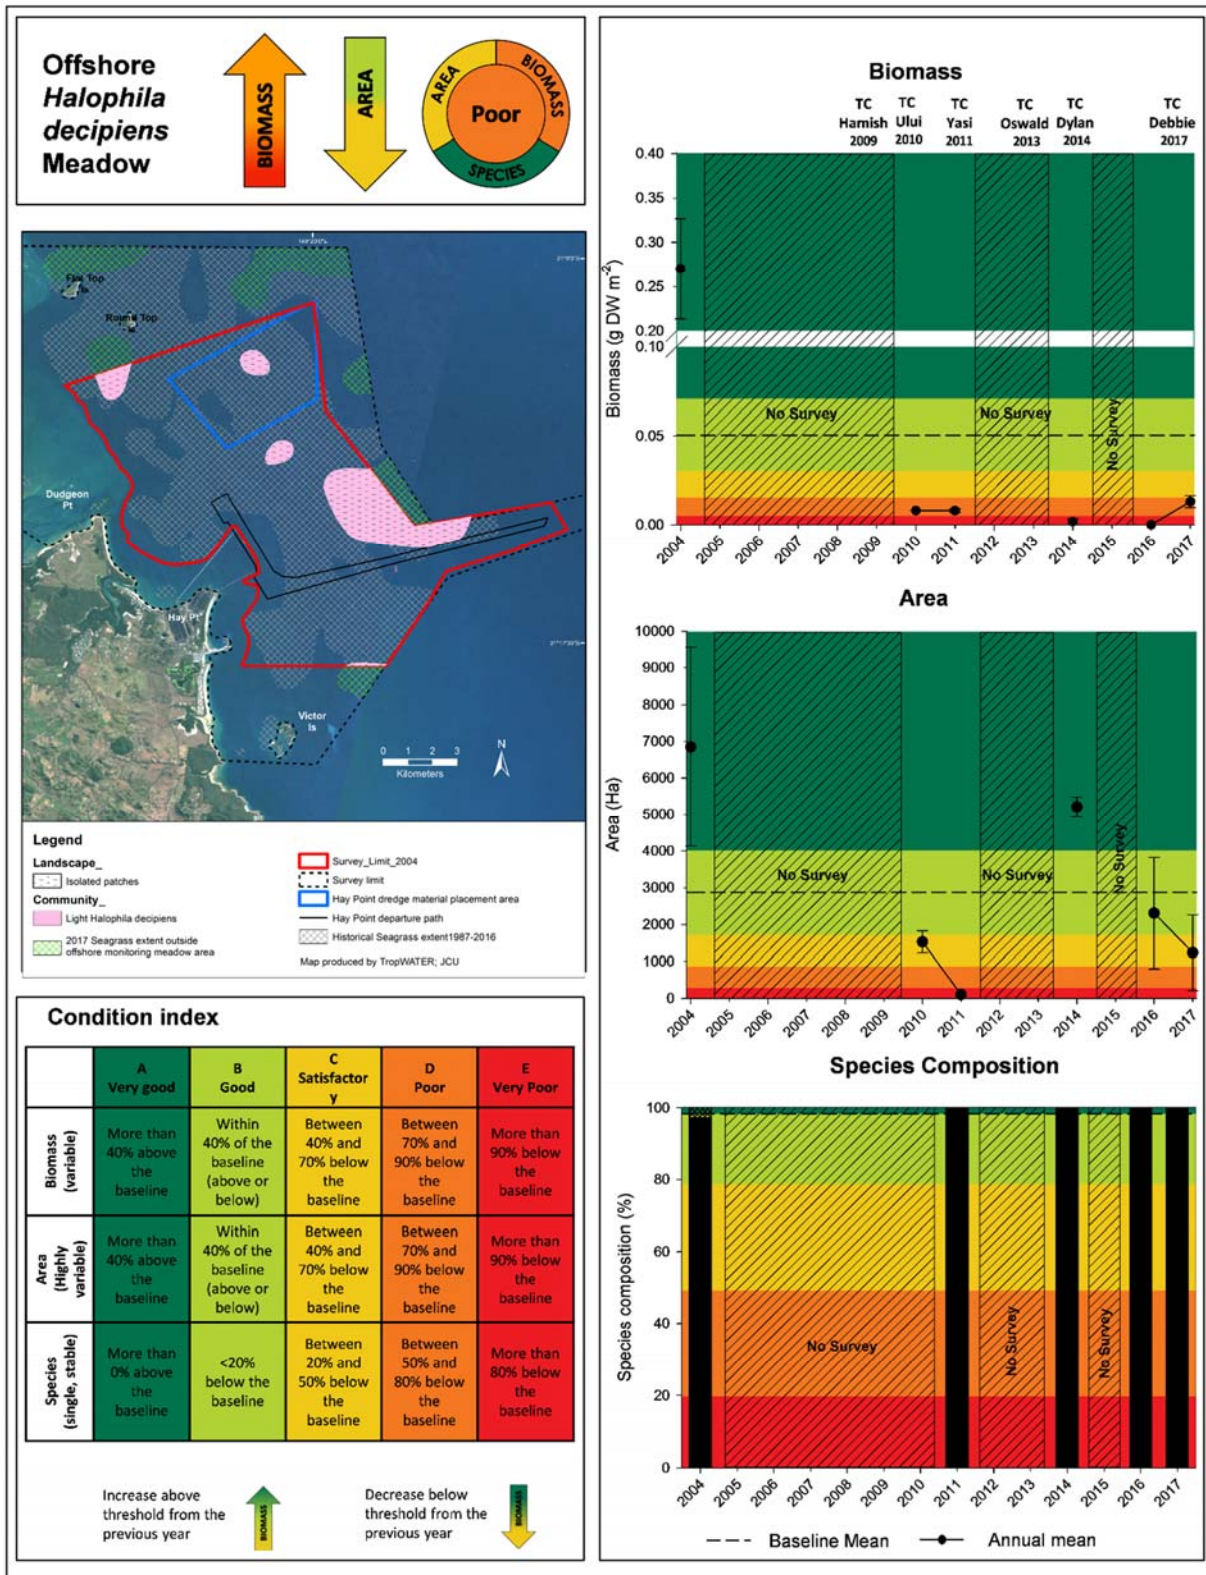 Offshore
Halophila
decipiens
Meadow
BIOMASS
AREA
AREA
BIOMASS
Poor
SPECIES
Flat Top
Is
Round Top
Is
Dudgeon
Pt
Hay Pt
Victor
Is
0 1 2 3
Kilometers
N
Legend
Landscape_
Isolated patches
Community_
Light Halophila decipiens
2017 Seagrass extent outside
offshore monitoring meadow area
Survey_Limit_2004
Survey limit
Hay Point dredge material placement area
Hay Point departure path
Historical Seagrass extent1987-2016
Map produced by TropWATER; JCU
Condition index
A
Very good
B
Good
C
Satisfactor
y
D
Poor
E
Very Poor
Biomass
(variable)
More than
40% above
the
baseline
Within
40% of the
baseline
(above or
below)
Between
40% and
70% below
the
baseline
Between
70% and
90% below
the
baseline
More than
90% below
the
baseline
Area
(Highly
variable)
More than
40% above
the
baseline
Within
40% of the
baseline
(above or
below)
Between
40% and
70% below
the
baseline
Between
70% and
90% below
the
baseline
More than
90% below
the
baseline
Species
(single, stable)
More than
0% above
the
baseline
<20%
below the
baseline
Between
20% and
50% below
the
baseline
Between
50% and
80% below
the
baseline
More than
80% below
the
baseline
Increase above
threshold from the
previous year
BIOMASS
Decrease below
threshold from the
previous year
BIOMASS
Biomass
TC
Hamish
2009
TC
Ului
2010
TC
Yasi
2011
TC
Oswald
2013
TC
Dylan
2014
TC
Debbie
2017
Biomass (g DW m-2)
0.40
0.35
0.30
0.25
0.20
0.10
0.05
0.00
No Survey
No Survey
No Survey
2004 2005 2006 2007 2008 2009 2010 2011 2012 2013 2014 2015 2016 2017
Area
Area (Ha)
10000
9000
8000
7000
6000
5000
4000
3000
2000
1000
0
No Survey
No Survey
No Survey
2004 2005 2006 2007 2008 2009 2010 2011 2012 2013 2014 2015 2016 2017
Species Composition
Species composition (%)
100
80
60
40
20
0
No Survey
No Survey
No Survey
2004 2005 2006 2007 2008 2009 2010 2011 2012 2013 2014 2015 2016 2017
Baseline Mean
Annual mean